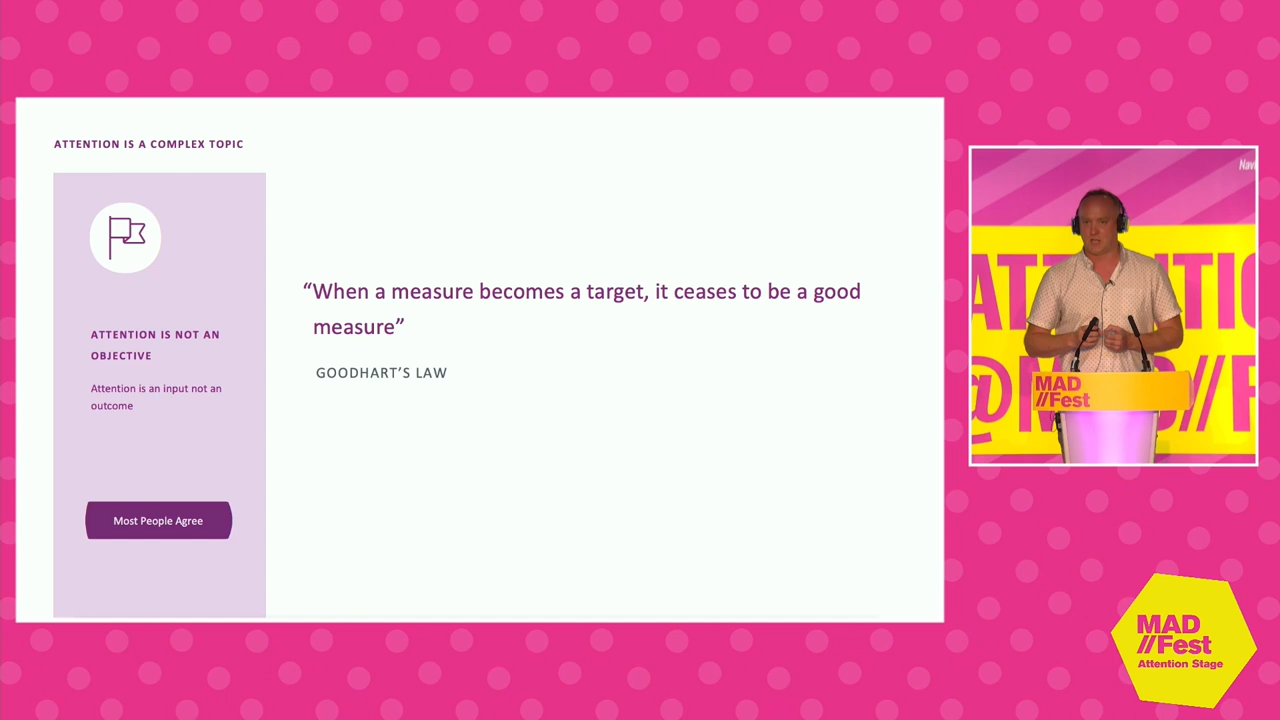 ATTENTION IS A COMPLEX TOPIC
ATTENTION IS NOT AN
OBJECTIVE
Attention is an input not an
outcome
Most People Agree
“When a measure becomes a target, it ceases to be a good
measure”
GOODHART’S LAW
MAD
//Fest
MAD
//Fest
Attention Stage